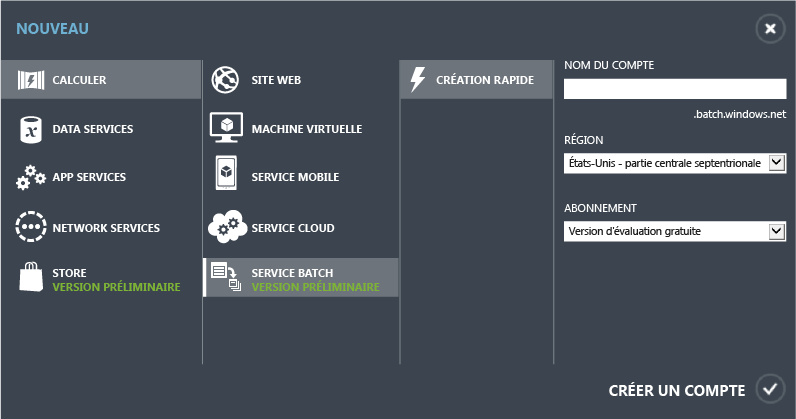 NOUVEAU
CALCULER
DATA SERVICES
APP SERVICES
NETWORK SERVICES
STORE
VERSION PRÉLIMINAIRE
SITE WEB
MACHINE VIRTUELLE
SERVICE MOBILE
SERVICE CLOUD
SERVICE BATCH
VERSION PRÉLIMINAIRE
CRÉATION RAPIDE
NOM DU COMPTE
.batch.windows.net
RÉGION
États-Unis - partie centrale septentrionale
ABONNEMENT
Version d'évaluation gratuite
CRÉER UN COMPTE